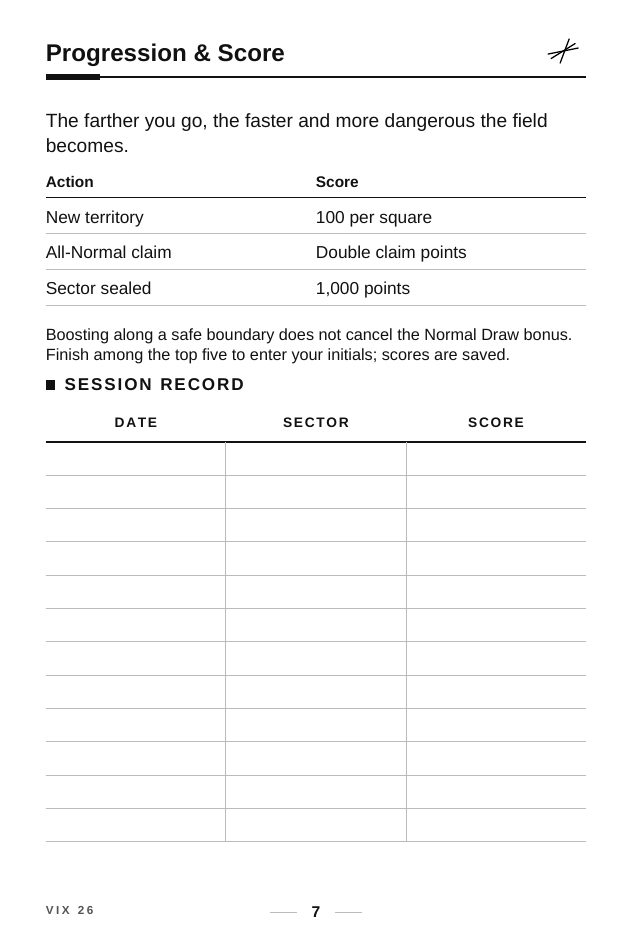 Progression & Score
The farther you go, the faster and more dangerous the field
becomes.
Action Score
New territory 100 per square
All-Normal claim Double claim points
Sector sealed 1,000 points
Boosting along a safe boundary does not cancel the Normal Draw bonus.
Finish among the top five to enter your initials; scores are saved.
SESSION RECORD
DATE SECTOR SCORE
VIX 26 7